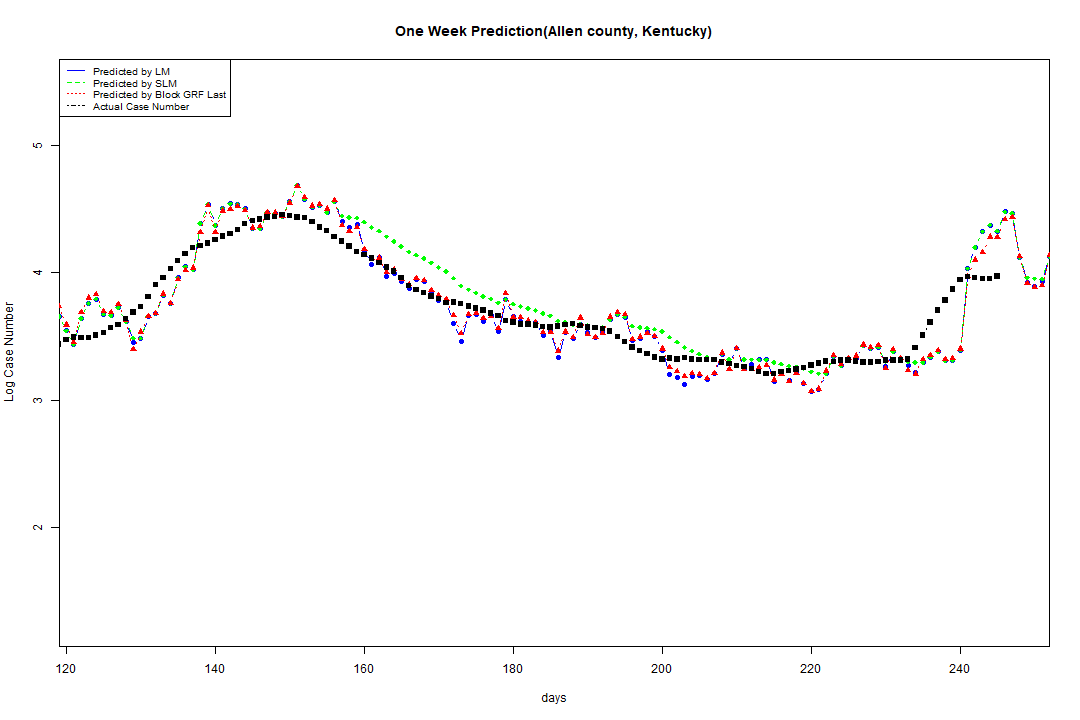 One Week Prediction(Allen county, Kentucky)
Predicted by LM
Predicted by SLM
Predicted by Block GRF Last
Actual Case Number
5
4
3
2
Log Case Number
120 140 160 180 200 220 240
days